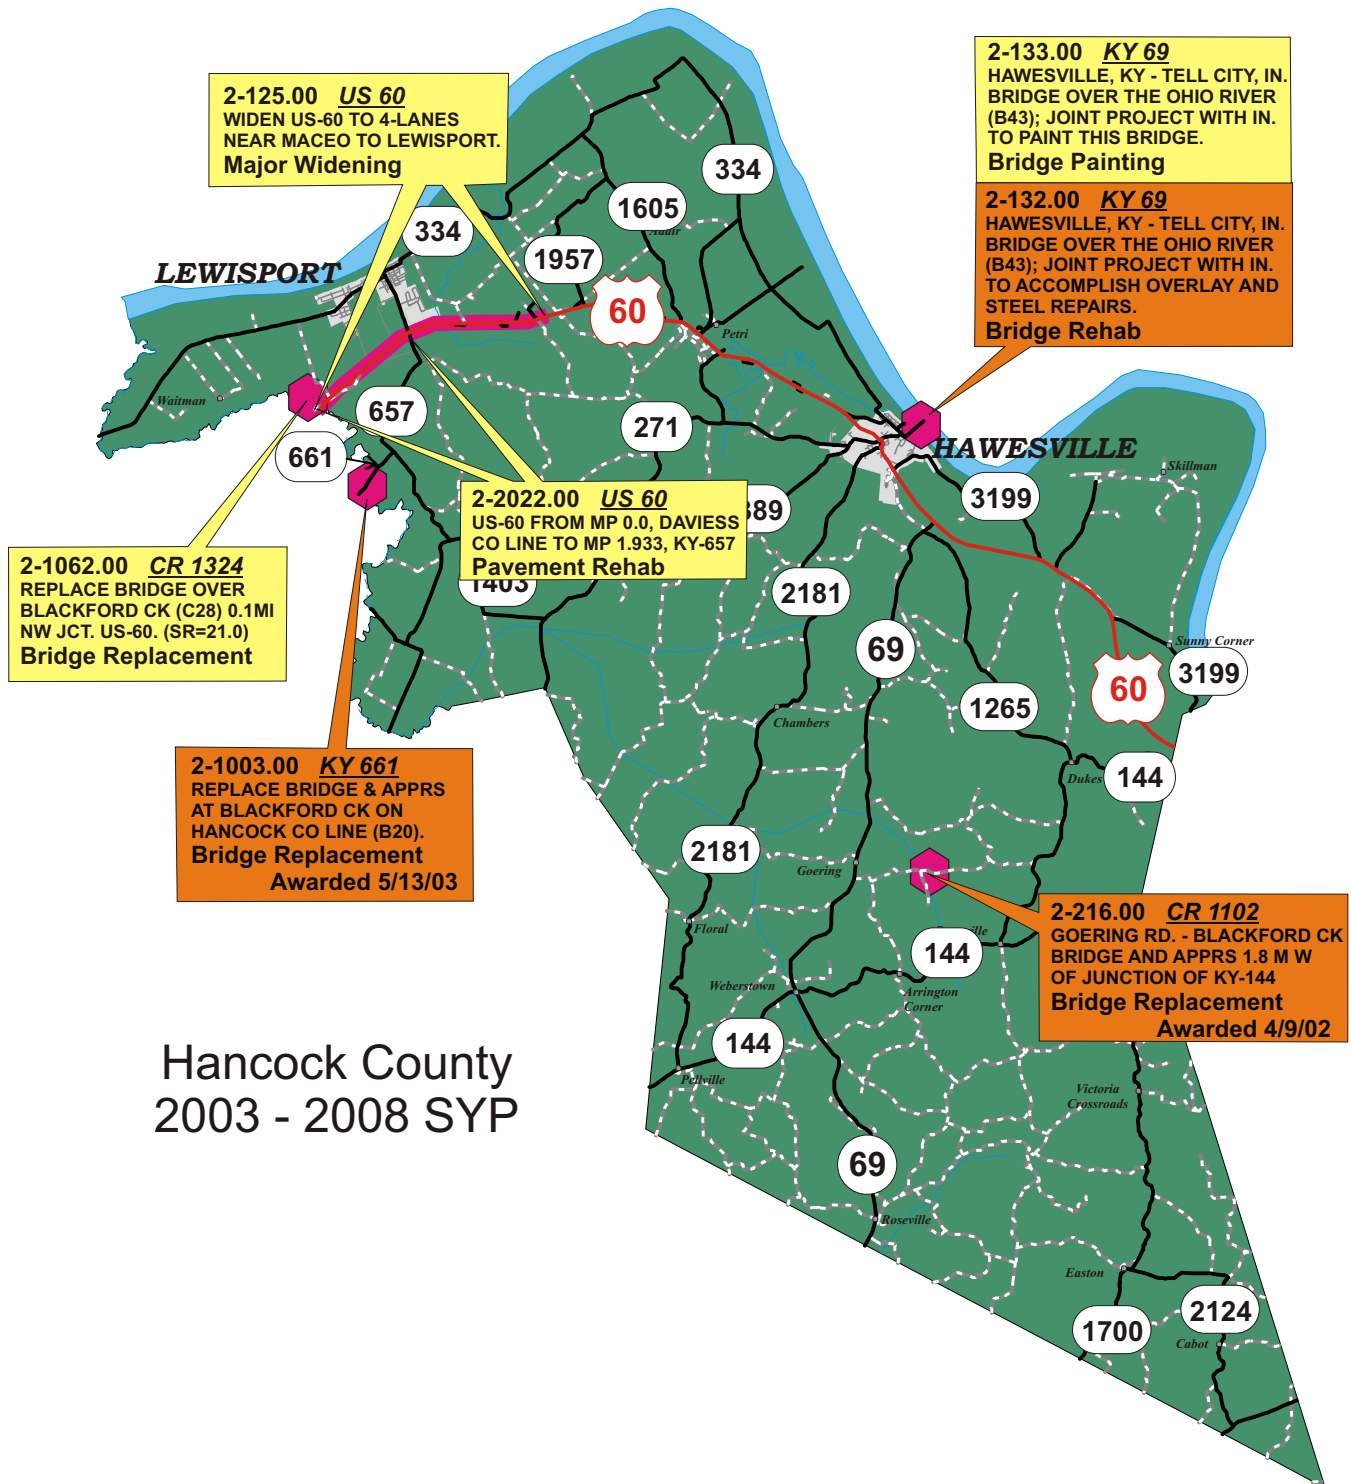 2-125.00 US 60
WIDEN US-60 TO 4-LANES
NEAR MACEO TO LEWISPORT.
Major Widening
2-133.00 KY 69
HAWESVILLE, KY - TELL CITY, IN.
BRIDGE OVER THE OHIO RIVER
(B43); JOINT PROJECT WITH IN.
TO PAINT THIS BRIDGE.
Bridge Painting
2-132.00 KY 69
HAWESVILLE, KY - TELL CITY, IN.
BRIDGE OVER THE OHIO RIVER
(B43); JOINT PROJECT WITH IN.
TO ACCOMPLISH OVERLAY AND
STEEL REPAIRS.
Bridge Rehab
334
1605
Adair
334
1957
LEWISPORT
60
Petri
Waitman
657
271
661
HAWESVILLE
Skillman
3199
2-2022.00 US 60
US-60 FROM MP 0.0, DAVIESS
CO LINE TO MP 1.933, KY-657
Pavement Rehab
389
1403
2-1062.00 CR 1324
REPLACE BRIDGE OVER
BLACKFORD CK (C28) 0.1MI
NW JCT. US-60. (SR=21.0)
Bridge Replacement
2181
69
Sunny Corner
3199
60
1265
Chambers
Dukes
144
2-1003.00 KY 661
REPLACE BRIDGE & APPRS
AT BLACKFORD CK ON
HANCOCK CO LINE (B20).
Bridge Replacement
Awarded 5/13/03
2181
Goering
2-216.00 CR 1102
GOERING RD. - BLACKFORD CK
BRIDGE AND APPRS 1.8 M W
OF JUNCTION OF KY-144
Bridge Replacement
Awarded 4/9/02
Floral
144
Weberstown
Arrington
Corner
144
Pellville
Hancock County
2003 - 2008 SYP
Victoria
Crossroads
69
Roseville
Easton
2124
1700
Cabot